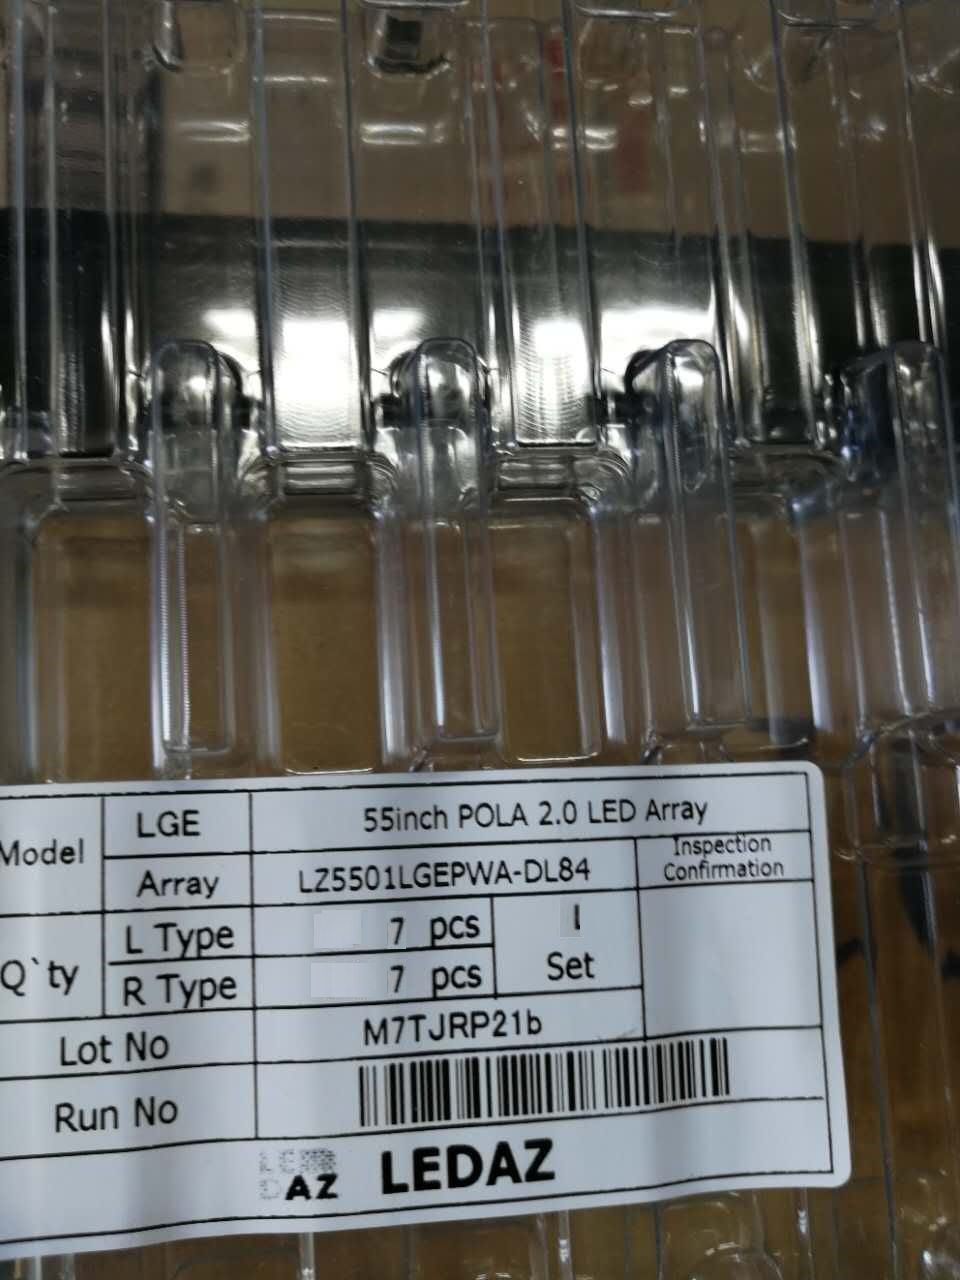 Model LGE 55inch POLA 2.0 LED Array
Array LZ5501LGEPWA-DL84 Inspection Confirmation
Q`ty L Type 7 pcs
R Type 7 pcs Set
Lot No M7TJRP21b
Run No
AZ LEDAZ